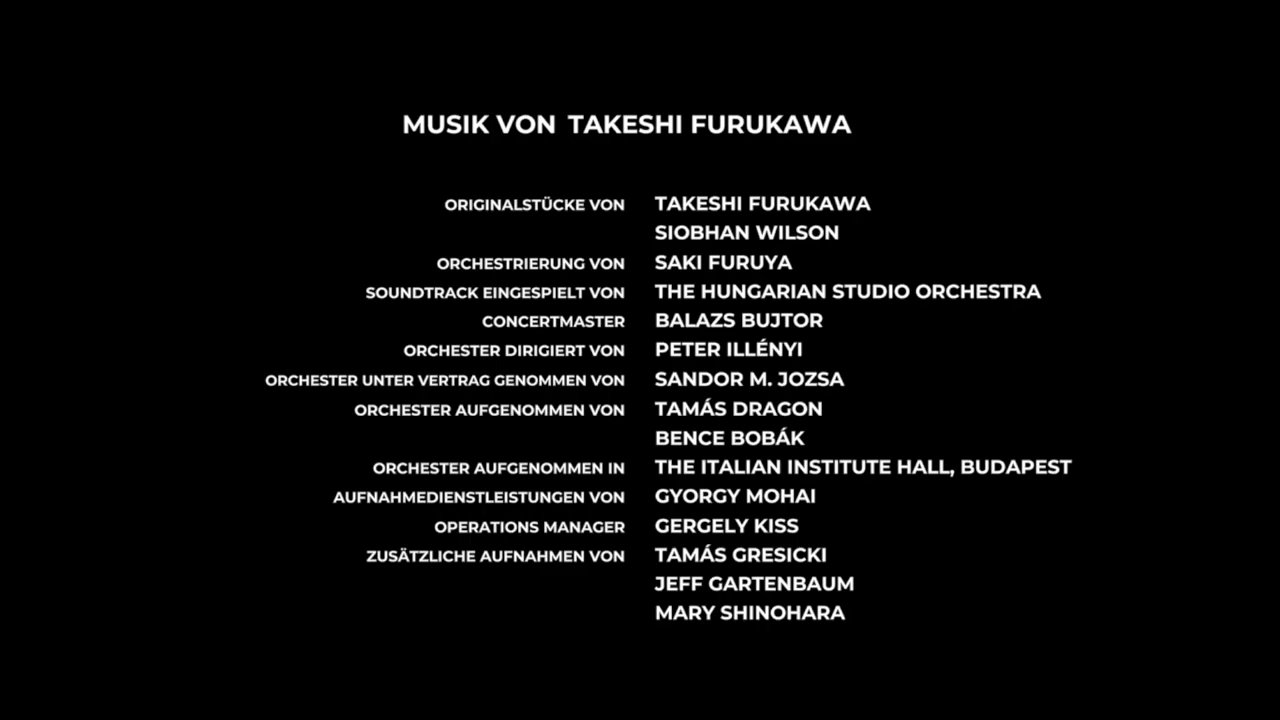 MUSIK VON TAKESHI FURUKAWA
ORIGINALSTÜCKE VON TAKESHI FURUKAWA
SIOBHAN WILSON
ORCHESTRIERUNG VON SAKI FURUYA
SOUNDTRACK EINGESPIELT VON THE HUNGARIAN STUDIO ORCHESTRA
CONCERTMASTER BALAZS BUJTOR
ORCHESTER DIRIGIERT VON PETER ILLÉNYI
ORCHESTER UNTER VERTRAG GENOMMEN VON SANDOR M. JOZSA
ORCHESTER AUFGENOMMEN VON TAMÁS DRAGON
BENCE BOBÁK
ORCHESTER AUFGENOMMEN IN THE ITALIAN INSTITUTE HALL, BUDAPEST
AUFNAHMEDIENSTLEISTUNGEN VON GYORGY MOHAI
OPERATIONS MANAGER GERGELY KISS
ZUSÄTZLICHE AUFNAHMEN VON TAMÁS GRESICKI
JEFF GARTENBAUM
MARY SHINOHARA